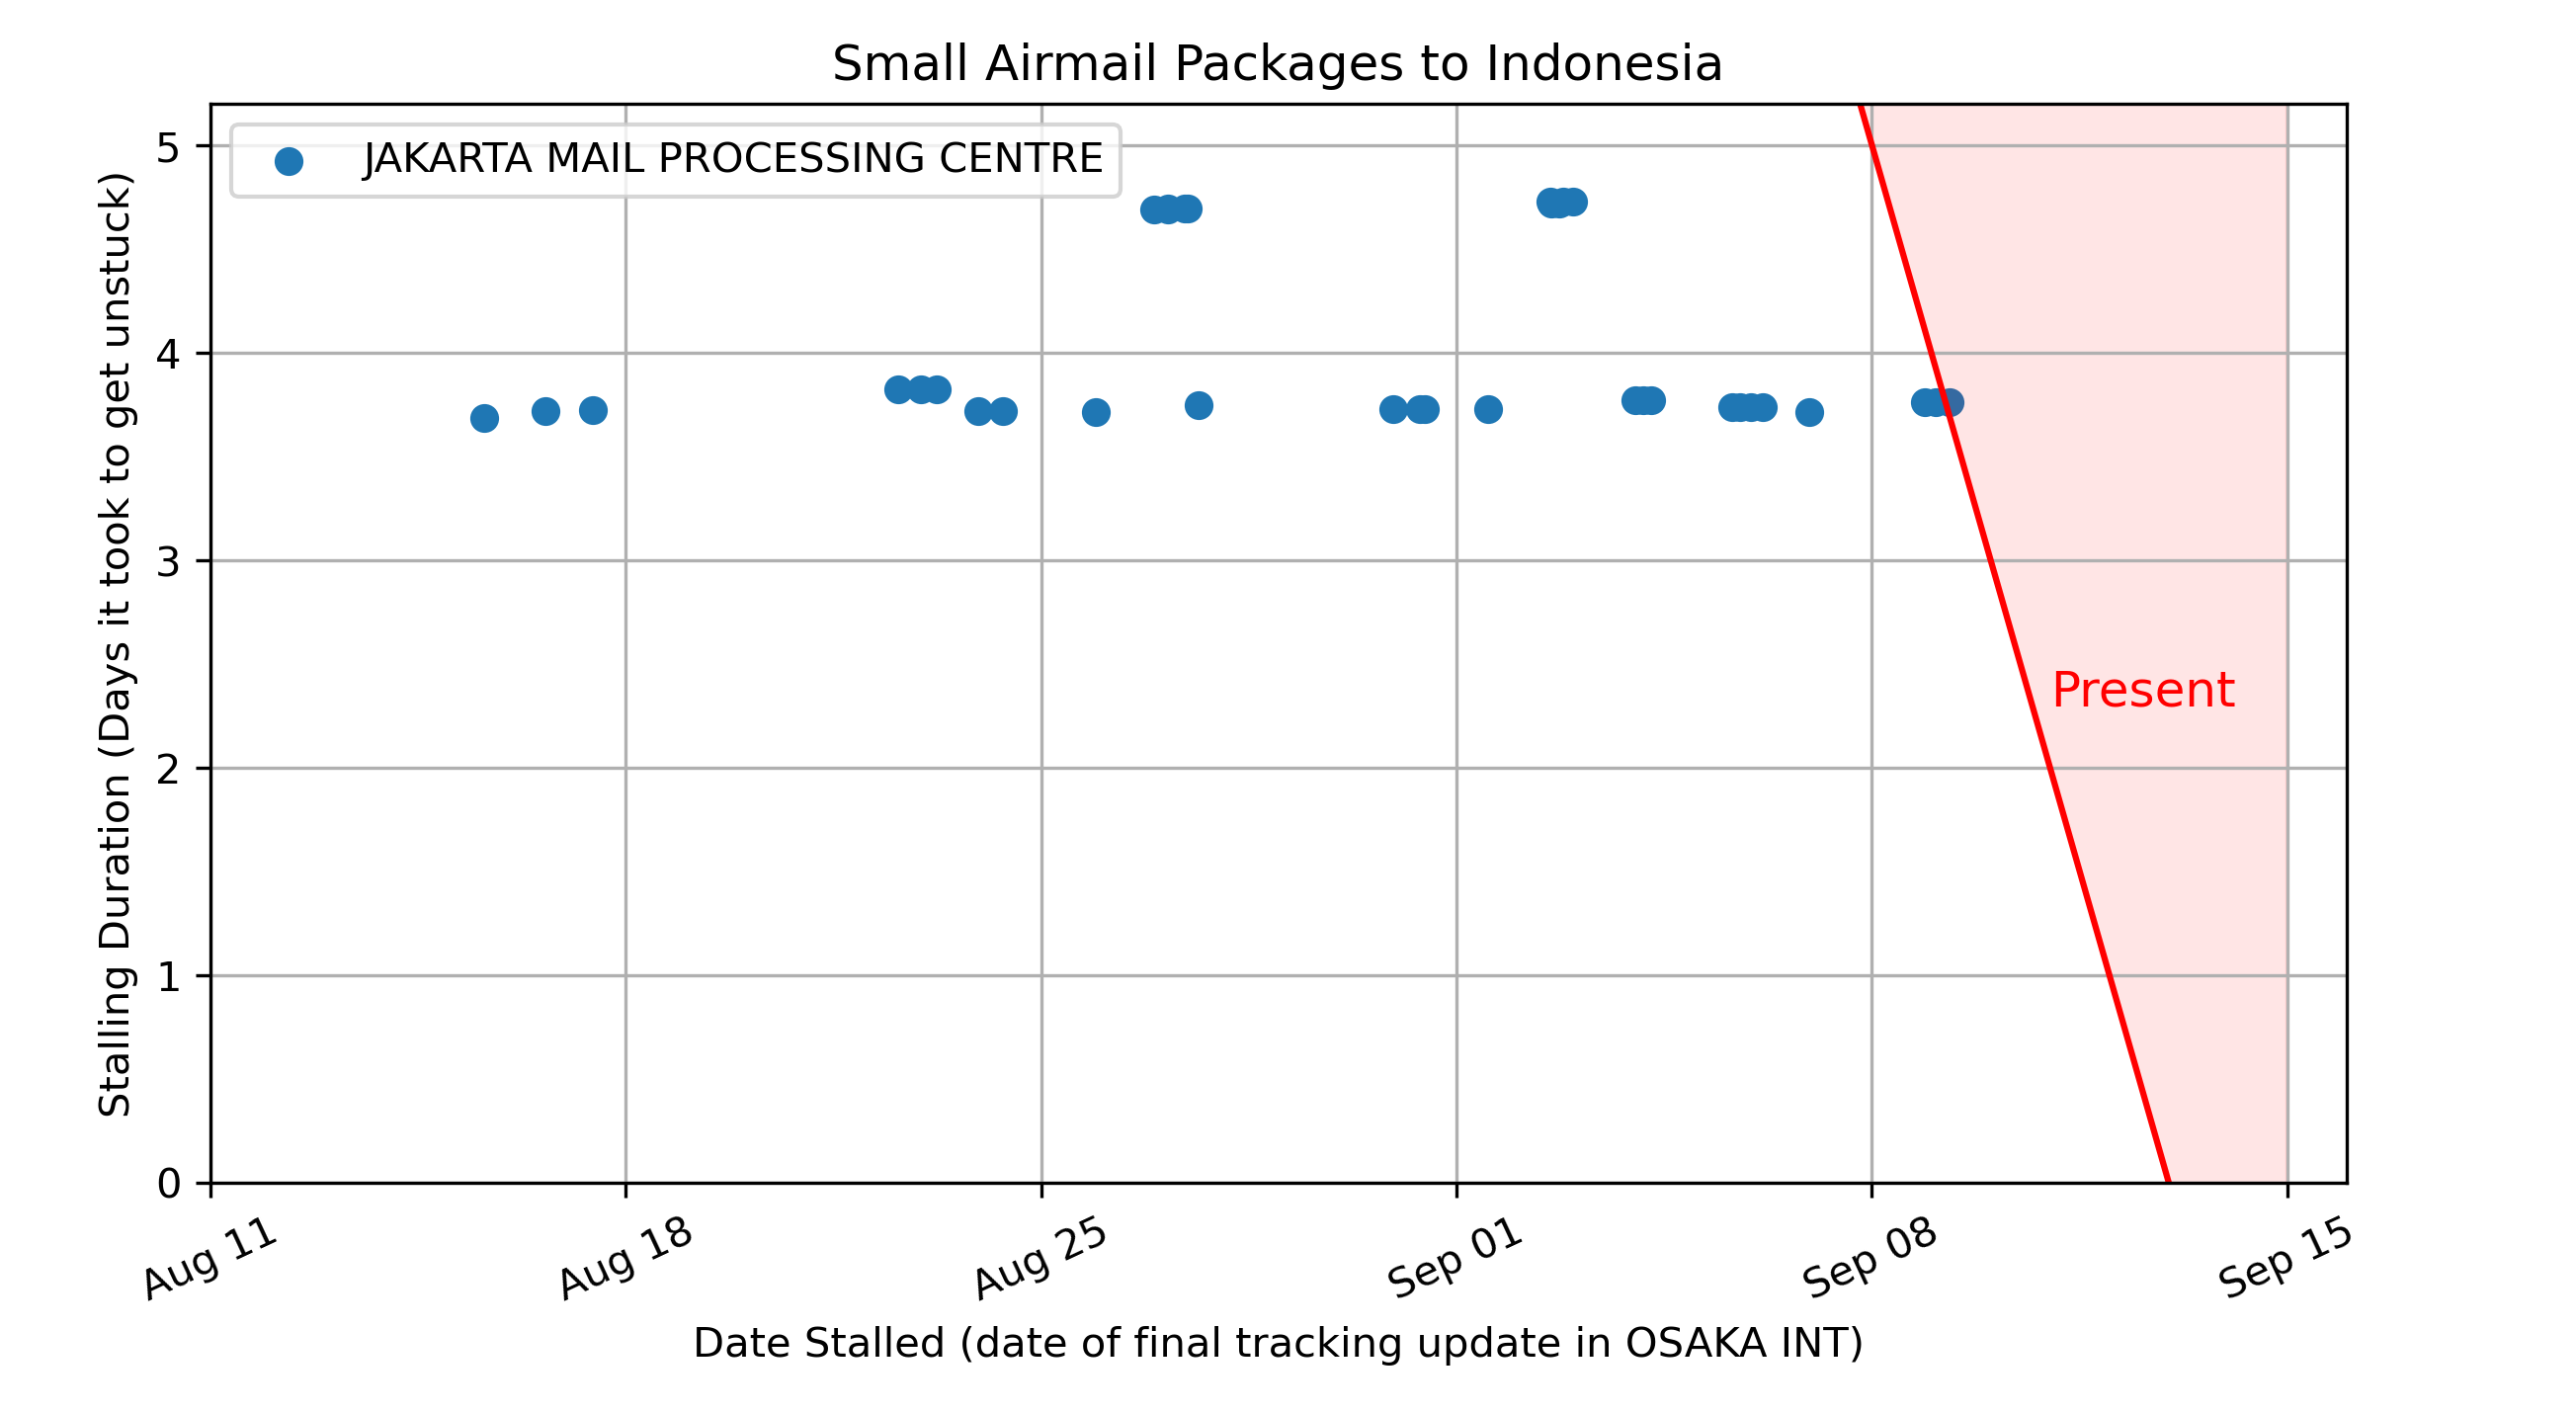 Small Airmail Packages to Indonesia
JAKARTA MAIL PROCESSING CENTRE
Stalling Duration (Days it took to get unstuck)
5
4
3
2
1
0
Present
Aug 11
Aug 18
Aug 25
Sep 01
Sep 08
Sep 15
Date Stalled (date of final tracking update in OSAKA INT)